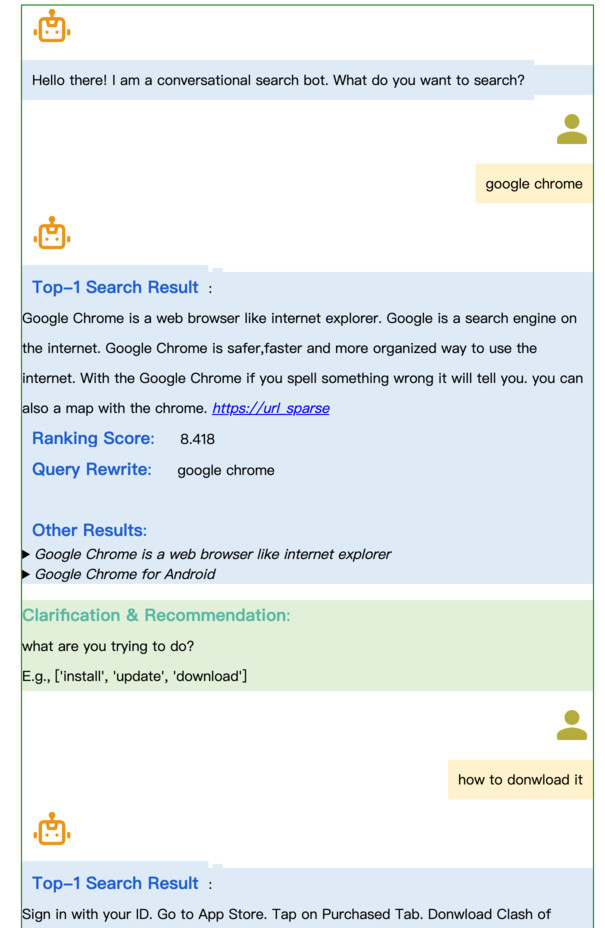 Hello there! I am a conversational search bot. What do you want to search?
google chrome
Top-1 Search Result :
Google Chrome is a web browser like internet explorer. Google is a search engine on
the internet. Google Chrome is safer,faster and more organized way to use the
internet. With the Google Chrome if you spell something wrong it will tell you. you can
also a map with the chrome. https://url_sparse
Ranking Score: 8.418
Query Rewrite: google chrome
Other Results:
▶ Google Chrome is a web browser like internet explorer
▶ Google Chrome for Android
Clarification & Recommendation:
what are you trying to do?
E.g., ['install', 'update', 'download']
how to donwload it
Top-1 Search Result :
Sign in with your ID. Go to App Store. Tap on Purchased Tab. Donwload Clash of